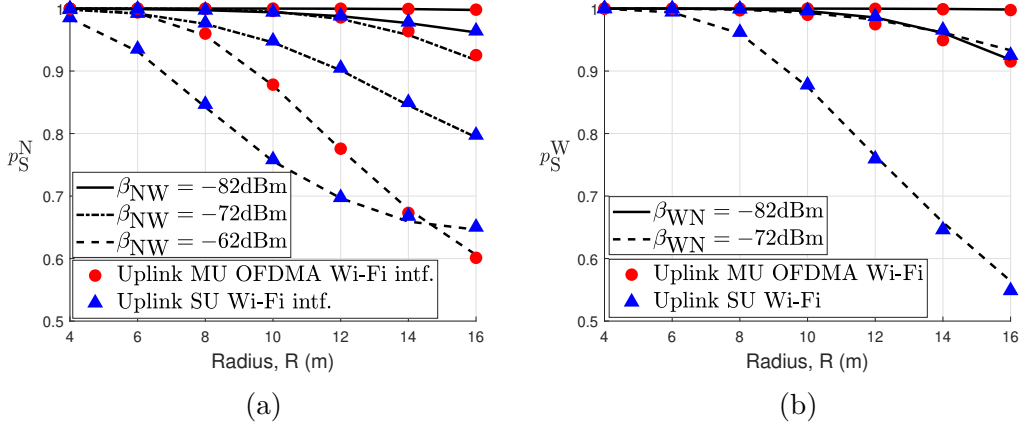 1
0.9
0.8
0.7
0.6
0.5
p_S^N
β_NW = −82dBm
β_NW = −72dBm
β_NW = −62dBm
Uplink MU OFDMA Wi-Fi intf.
Uplink SU Wi-Fi intf.
4 6 8 10 12 14 16
Radius, R (m)
(a)
1
0.9
0.8
0.7
0.6
0.5
p_S^W
β_WN = −82dBm
β_WN = −72dBm
Uplink MU OFDMA Wi-Fi
Uplink SU Wi-Fi
4 6 8 10 12 14 16
Radius, R (m)
(b)